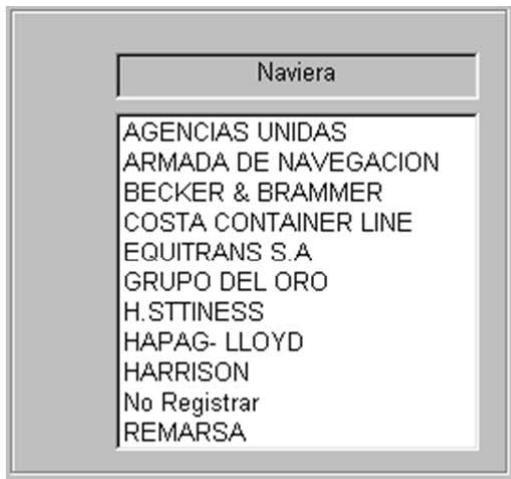 Naviera
AGENCIAS UNIDAS
ARMADA DE NAVEGACION
BECKER & BRAMMER
COSTA CONTAINER LINE
EQUITRANS S.A
GRUPO DEL ORO
H.STTINESS
HAPAG- LLOYD
HARRISON
No Registrar
REMARSA